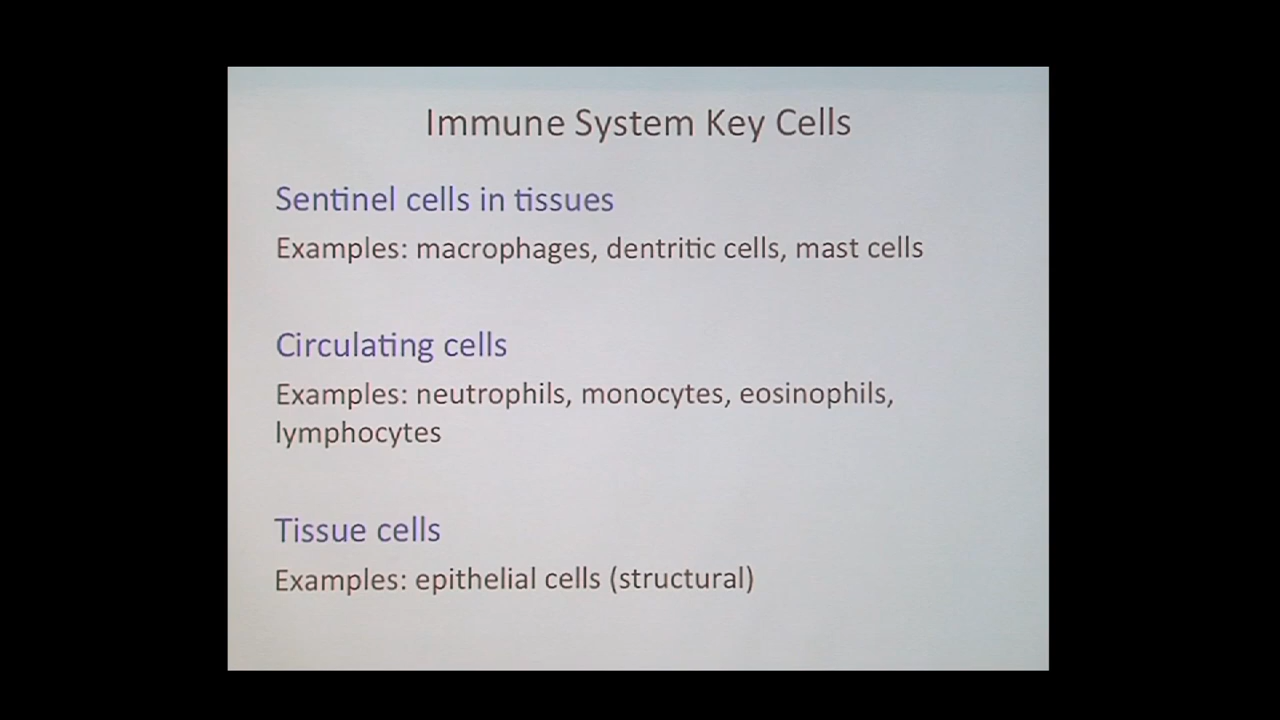 Immune System Key Cells
Sentinel cells in tissues
Examples: macrophages, dentritic cells, mast cells
Circulating cells
Examples: neutrophils, monocytes, eosinophils,
lymphocytes
Tissue cells
Examples: epithelial cells (structural)